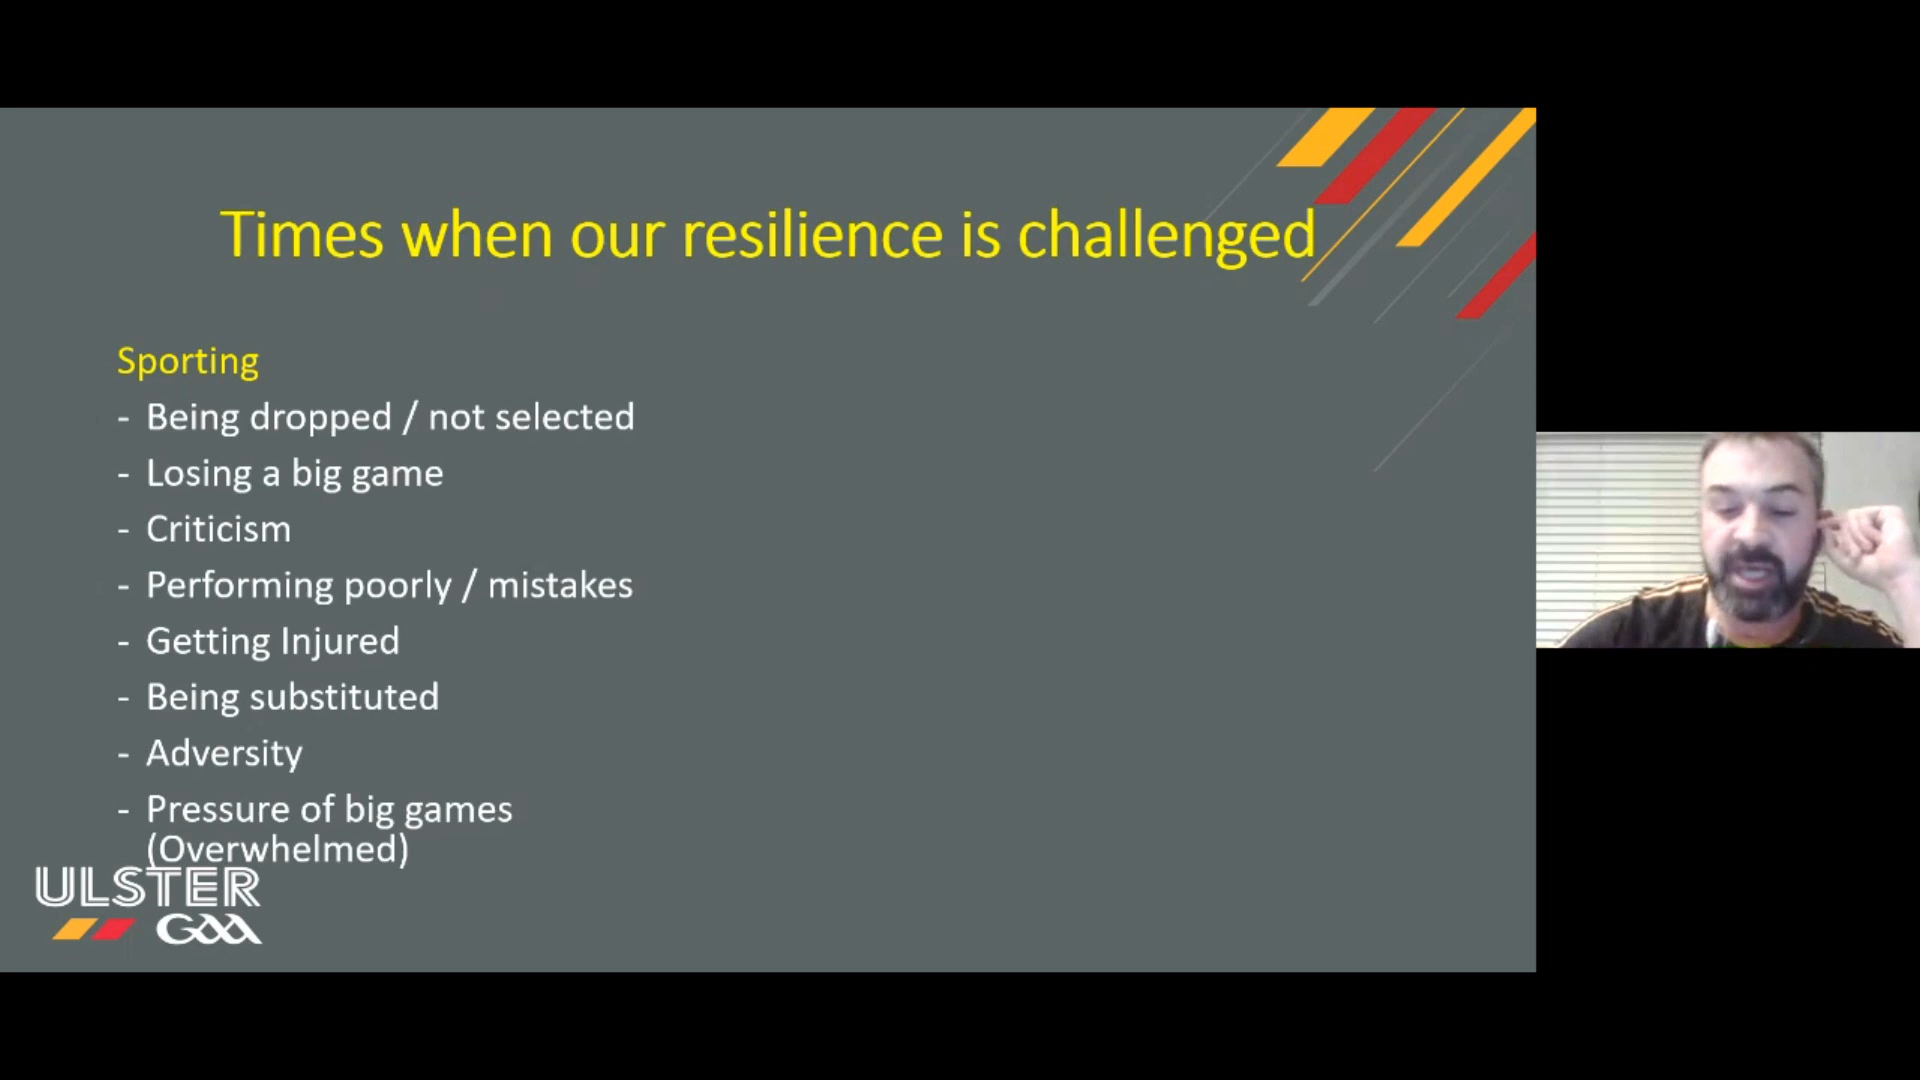 Times when our resilience is challenged
Sporting
- Being dropped / not selected
- Losing a big game
- Criticism
- Performing poorly / mistakes
- Getting Injured
- Being substituted
- Adversity
- Pressure of big games
(Overwhelmed)
ULSTER
GAA